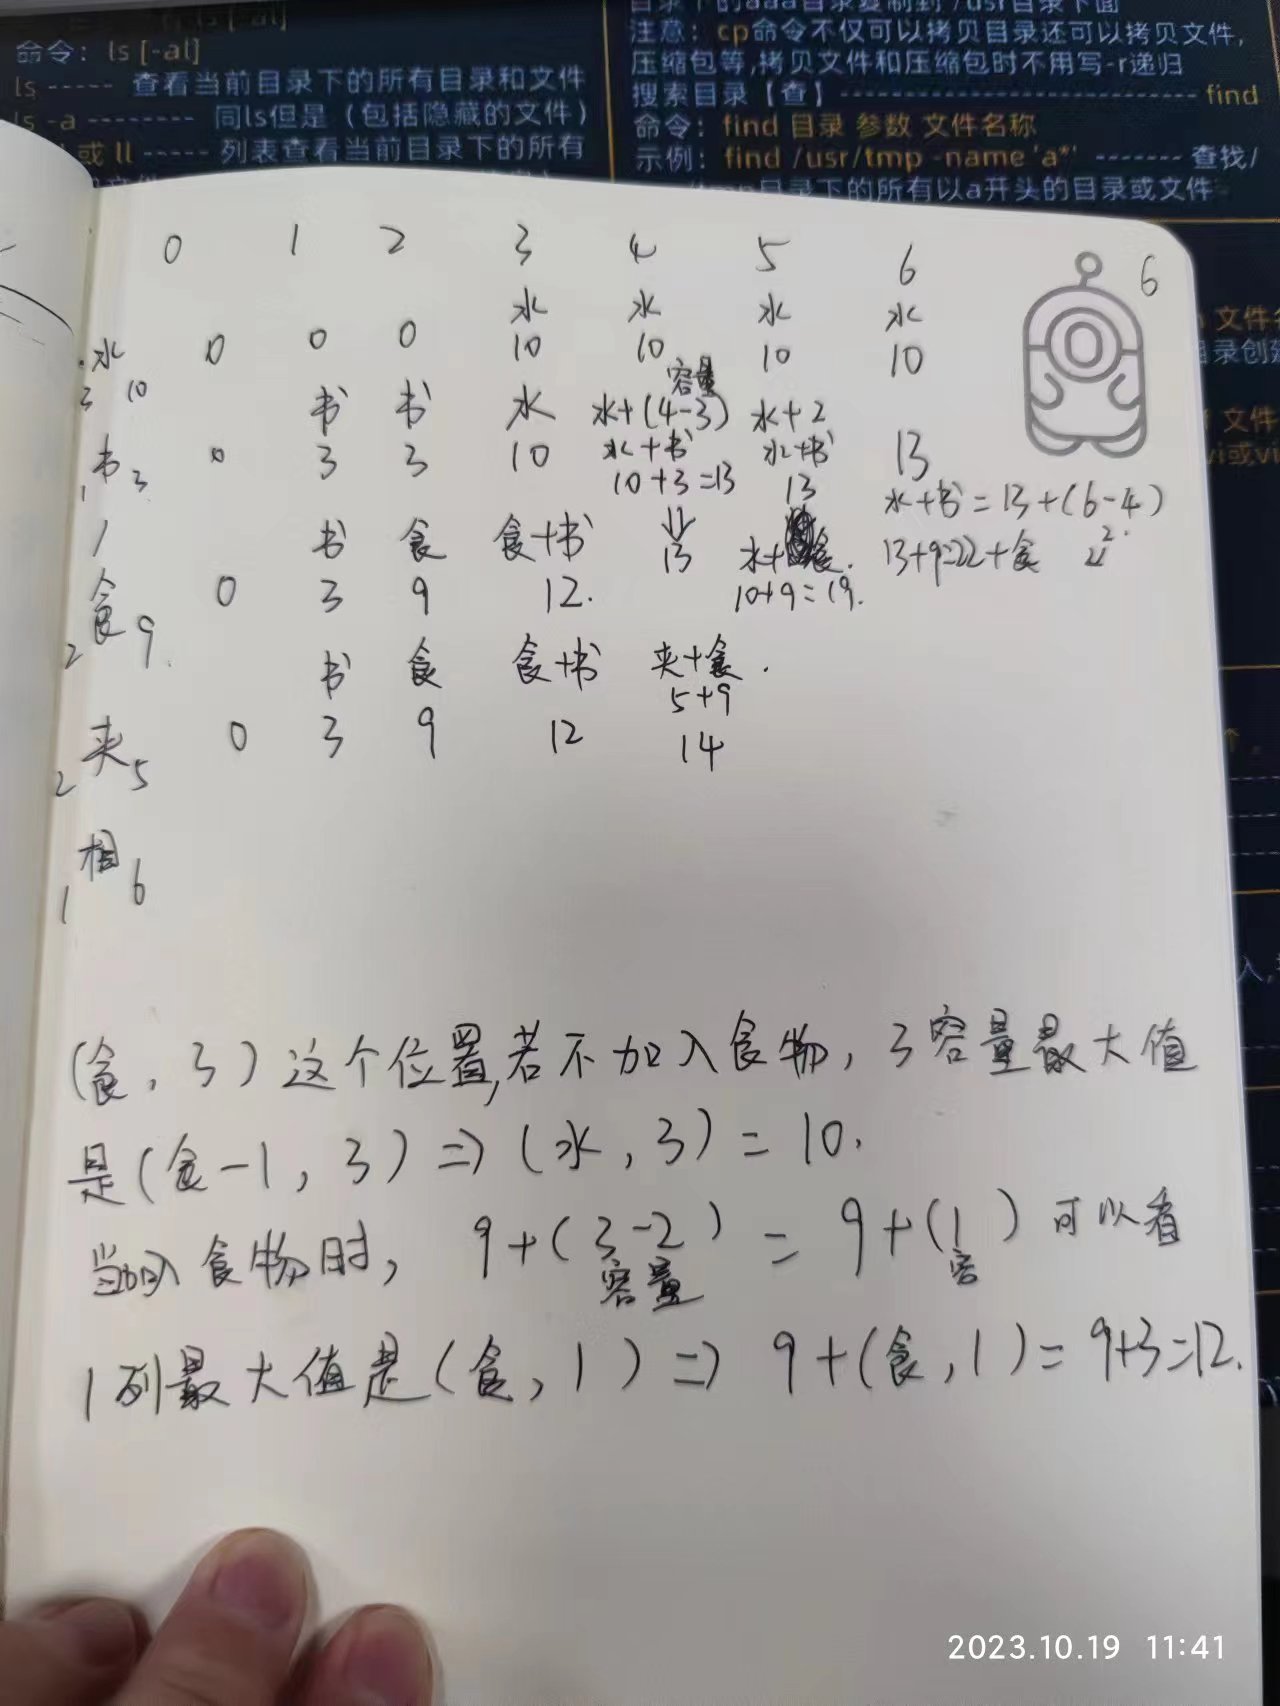 命令：ls [-al]
ls ----- 查看当前目录下的所有目录和文件
ls -a -------- 同ls但是（包括隐藏的文件）
或 ll ----- 列表查看当前目录下的所有
目录下的aaa目录复制到 /usr目录下面
注意：cp命令不仅可以拷贝目录还可以拷贝文件，
压缩包等,拷贝文件和压缩包时不用写-r递归
搜索目录【查】------------------------------ find
命令：find 目录 参数 文件名称
示例：find /usr/tmp -name 'a*' ------- 查找/
目录下的所有以a开头的目录或文件
0 1 2 3 4 5 6
6
水 水 水 水
水 0 0 0 10 10 10 10
3 10
容量
书 书 水 水+(4-3) 水+2
书 0 3 3 10 水+书 水+书 13
1 3
10+3=13 13 水+书=13+(6-4)
1 书 食 食+书 ⇓ 水+食. 13+9=22+食 2
13
食 0 3 9 12. 10+9=19.
2 9.
书 食 食+书 夹+食.
5+9
夹 0 3 9 12 14
2 5
相
1 6
(食，3)这个位置,若不加入食物，3容量最大值
是(食-1，3)=>(水，3)=10.
当加入食物时，9+(3-2)=9+(1)可以看
容量 容
1列最大值是(食，1)=>9+(食，1)=9+3=12.
2023.10.19 11:41